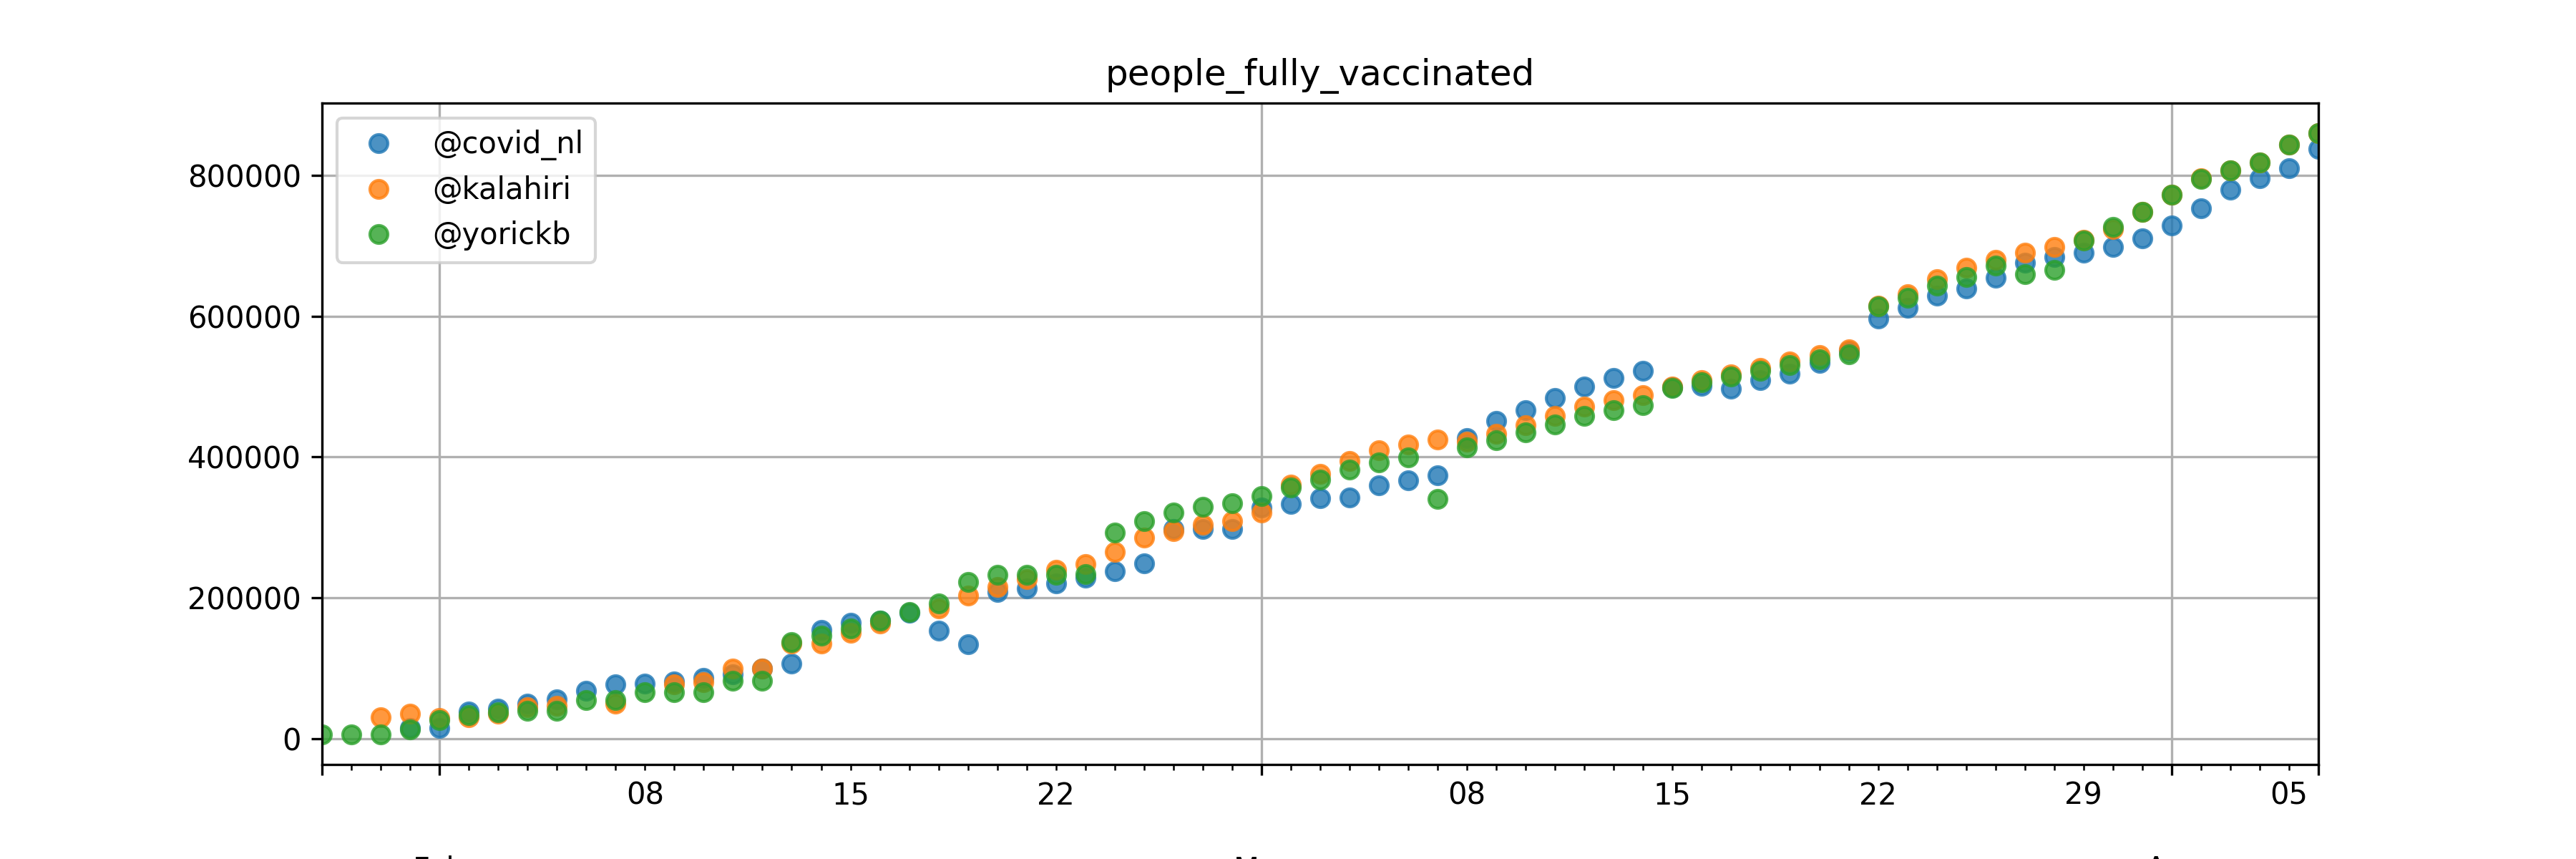 people_fully_vaccinated
@covid_nl
@kalahiri
@yorickb
800000
600000
400000
200000
0
08 15 22 08 15 22 29 05